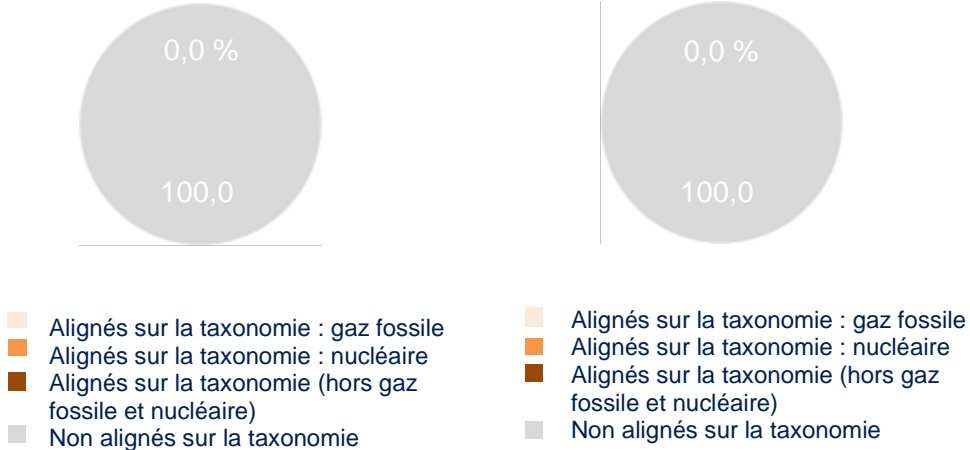 0,0 %
100,0
Alignés sur la taxonomie : gaz fossile
Alignés sur la taxonomie : nucléaire
Alignés sur la taxonomie (hors gaz
fossile et nucléaire)
Non alignés sur la taxonomie
0,0 %
100,0
Alignés sur la taxonomie : gaz fossile
Alignés sur la taxonomie : nucléaire
Alignés sur la taxonomie (hors gaz
fossile et nucléaire)
Non alignés sur la taxonomie